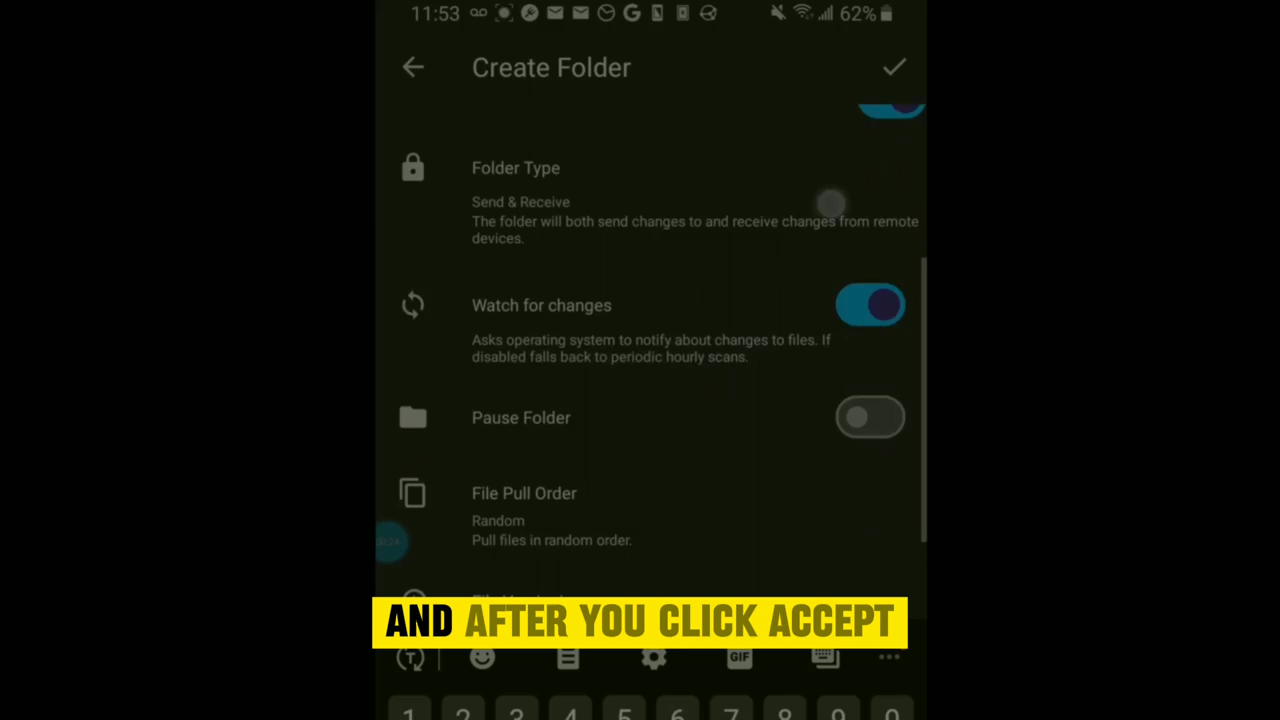 11:53 62%
Create Folder
Folder Type
Send & Receive
The folder will both send changes to and receive changes from remote
devices.
Watch for changes
Asks operating system to notify about changes to files. If
disabled falls back to periodic hourly scans.
Pause Folder
File Pull Order
Random
Pull files in random order.
AND AFTER YOU CLICK ACCEPT
GIF
1 2 3 4 5 6 7 8 9 0